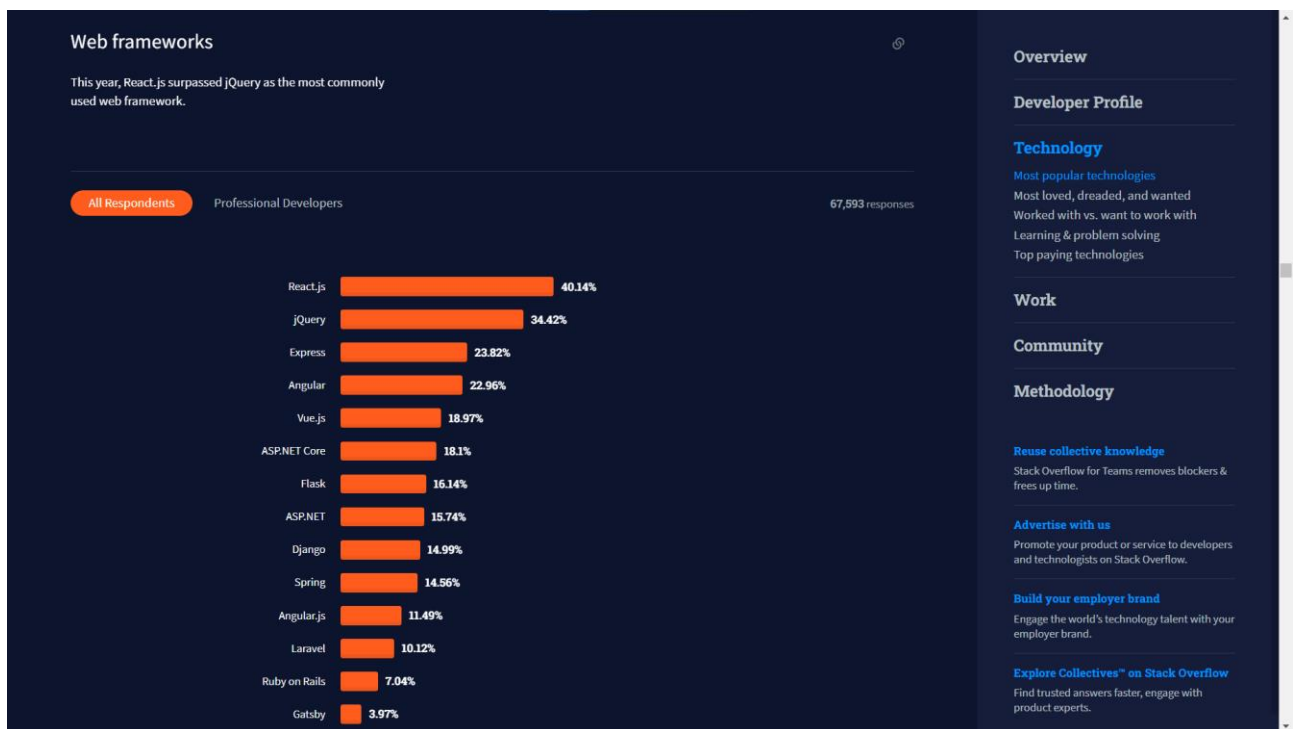 Web frameworks
This year, React.js surpassed jQuery as the most commonly
used web framework.
All Respondents
Professional Developers
67,593 responses
React.js
40.14%
jQuery
34.42%
Express
23.82%
Angular
22.96%
Vue.js
18.97%
ASP.NET Core
18.1%
Flask
16.14%
ASP.NET
15.74%
Django
14.99%
Spring
14.56%
Angular.js
11.49%
Laravel
10.12%
Ruby on Rails
7.04%
Gatsby
3.97%
Overview
Developer Profile
Technology
Most popular technologies
Most loved, dreaded, and wanted
Worked with vs. want to work with
Learning & problem solving
Top paying technologies
Work
Community
Methodology
Reuse collective knowledge
Stack Overflow for Teams removes blockers &
frees up time.
Advertise with us
Promote your product or service to developers
and technologists on Stack Overflow.
Build your employer brand
Engage the world's technology talent with your
employer brand.
Explore Collectives™ on Stack Overflow
Find trusted answers faster, engage with
product experts.